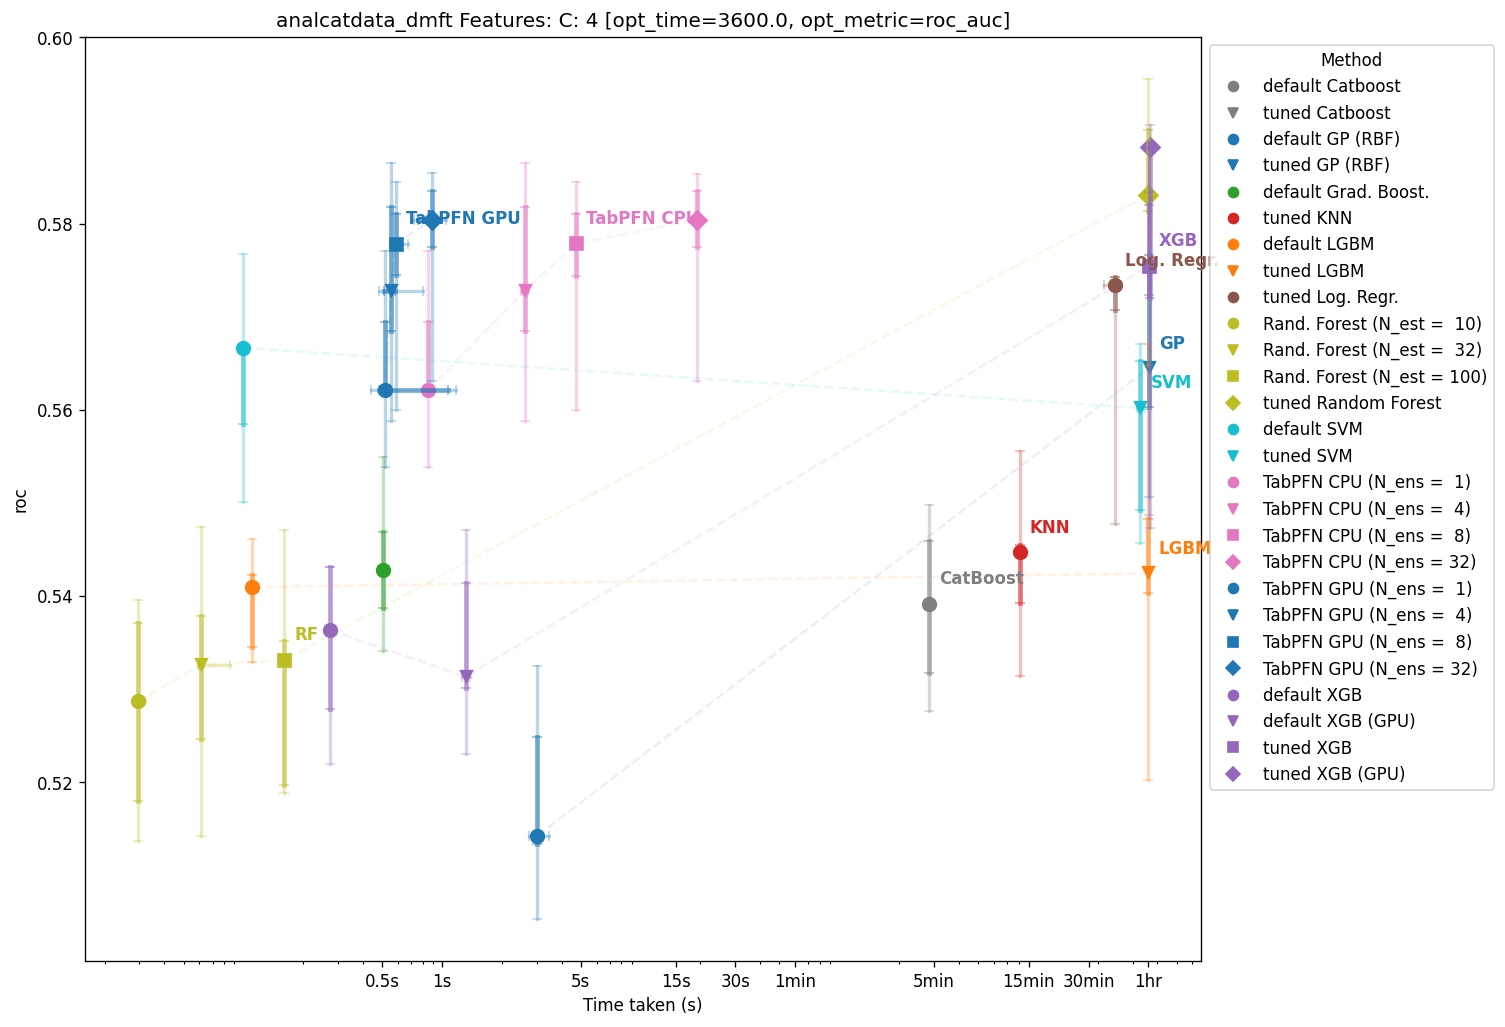 analcatdata_dmft Features: C: 4 [opt_time=3600.0, opt_metric=roc_auc]
0.60
0.58
0.56
0.54
0.52
roc
TabPFN GPU
TabPFN CPU
XGB
Log. Regr.
GP
SVM
LGBM
KNN
CatBoost
RF
0.5s
1s
5s
15s
30s
1min
5min
15min
30min
1hr
Time taken (s)
Method
default Catboost
tuned Catboost
default GP (RBF)
tuned GP (RBF)
default Grad. Boost.
tuned KNN
default LGBM
tuned LGBM
tuned Log. Regr.
Rand. Forest (N_est =  10)
Rand. Forest (N_est =  32)
Rand. Forest (N_est = 100)
tuned Random Forest
default SVM
tuned SVM
TabPFN CPU (N_ens =  1)
TabPFN CPU (N_ens =  4)
TabPFN CPU (N_ens =  8)
TabPFN CPU (N_ens = 32)
TabPFN GPU (N_ens =  1)
TabPFN GPU (N_ens =  4)
TabPFN GPU (N_ens =  8)
TabPFN GPU (N_ens = 32)
default XGB
default XGB (GPU)
tuned XGB
tuned XGB (GPU)